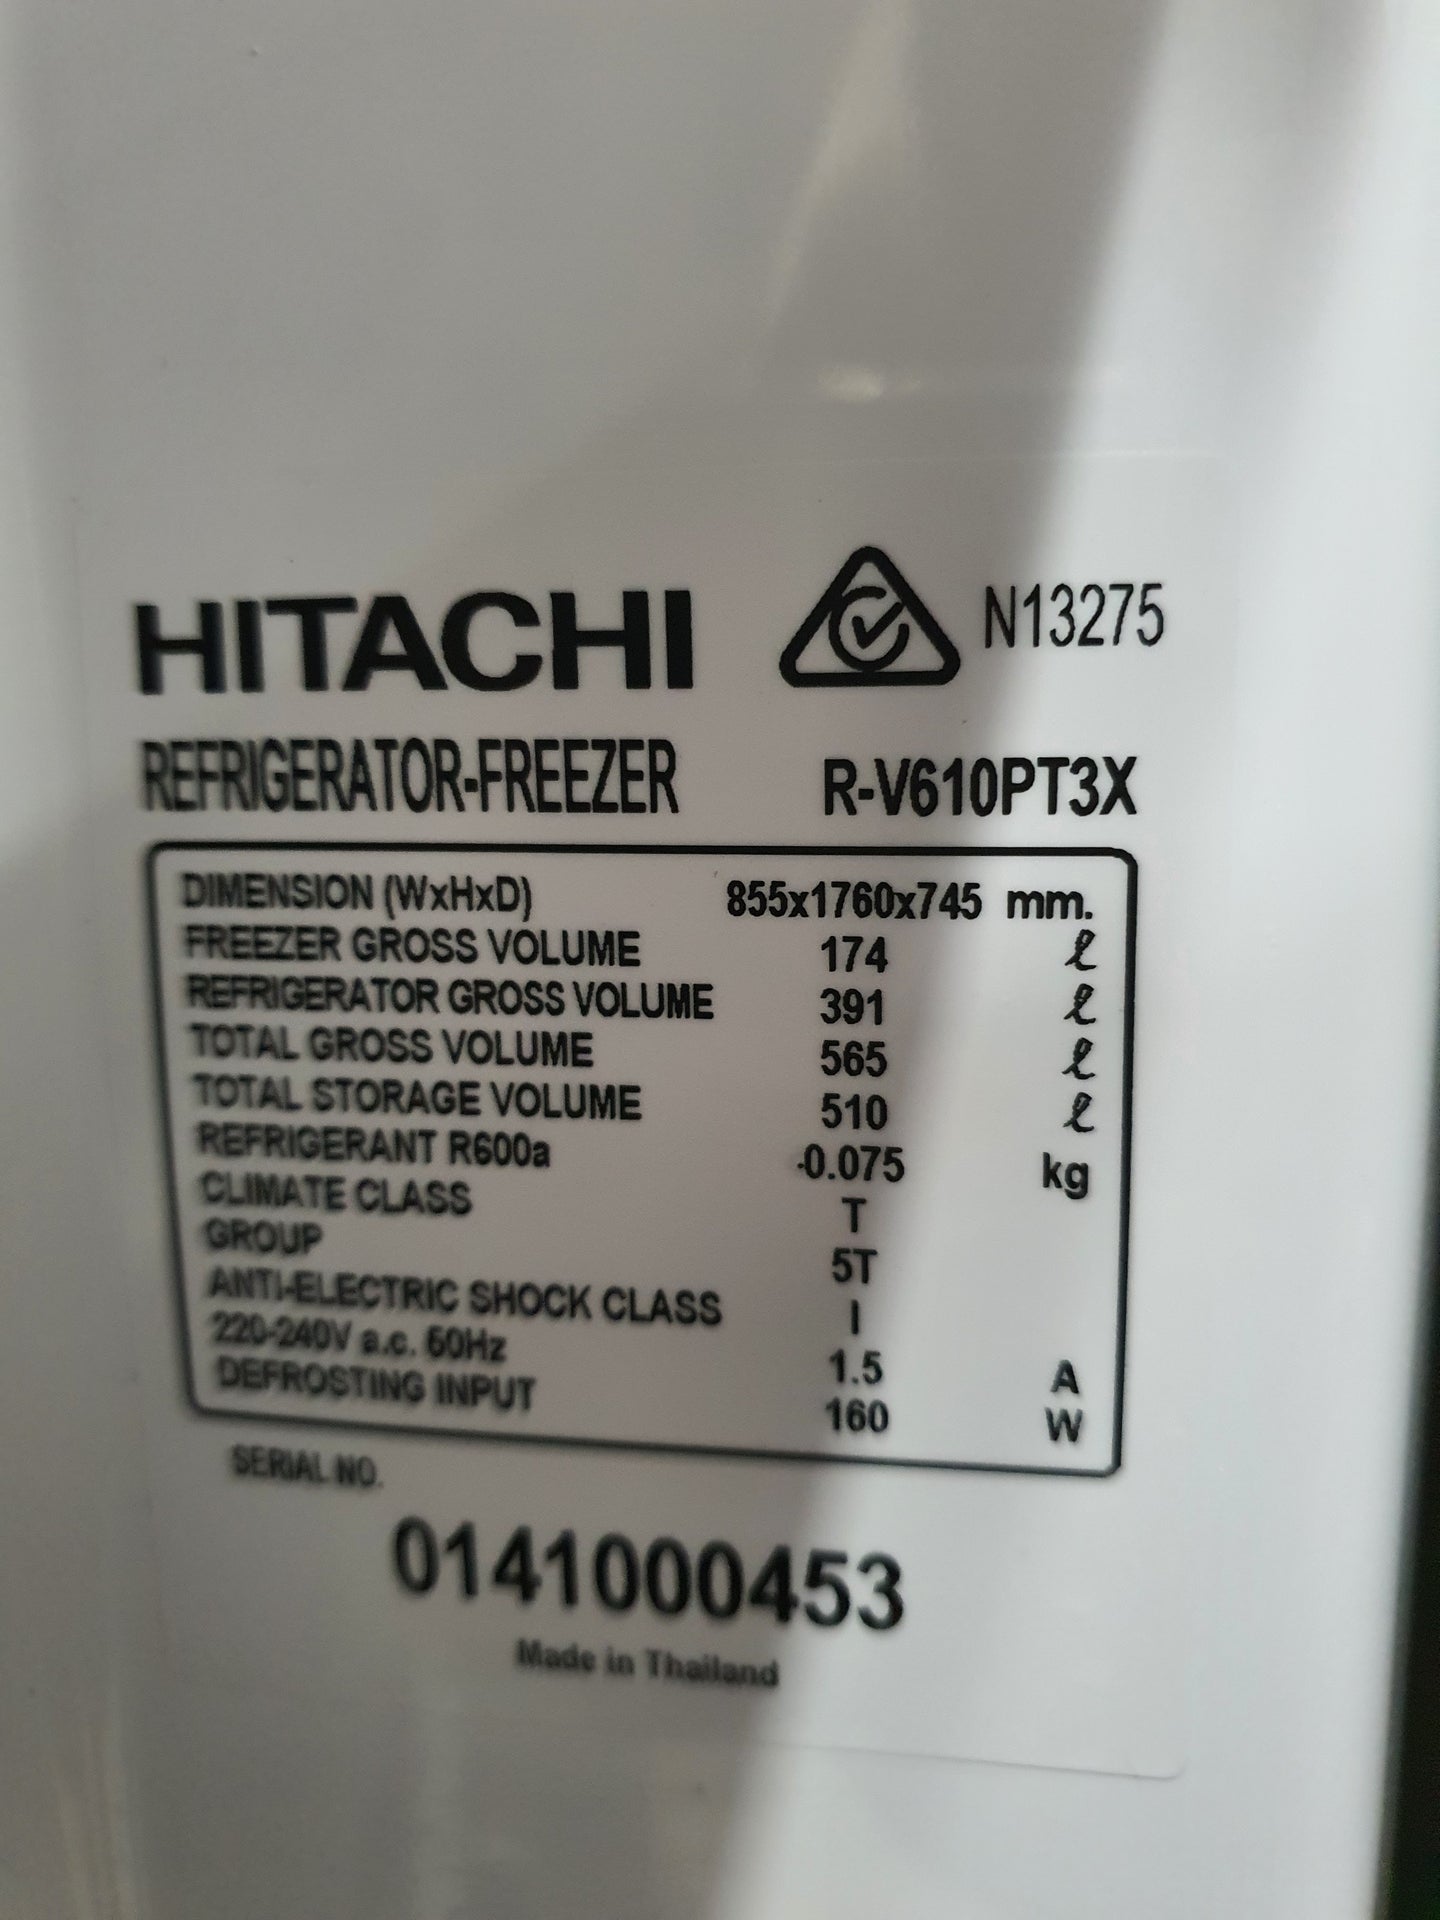 HITACHI N13275
REFRIGERATOR-FREEZER R-V610PT3X
DIMENSION (WxHxD) 855x1760x745 mm.
FREEZER GROSS VOLUME 174 ℓ
REFRIGERATOR GROSS VOLUME 391 ℓ
TOTAL GROSS VOLUME 565 ℓ
TOTAL STORAGE VOLUME 510 ℓ
REFRIGERANT R600a 0.075 kg
CLIMATE CLASS T
GROUP 5T
ANTI-ELECTRIC SHOCK CLASS I
220-240V a.c. 50Hz 1.5 A
DEFROSTING INPUT 160 W
SERIAL NO.
0141000453
Made in Thailand